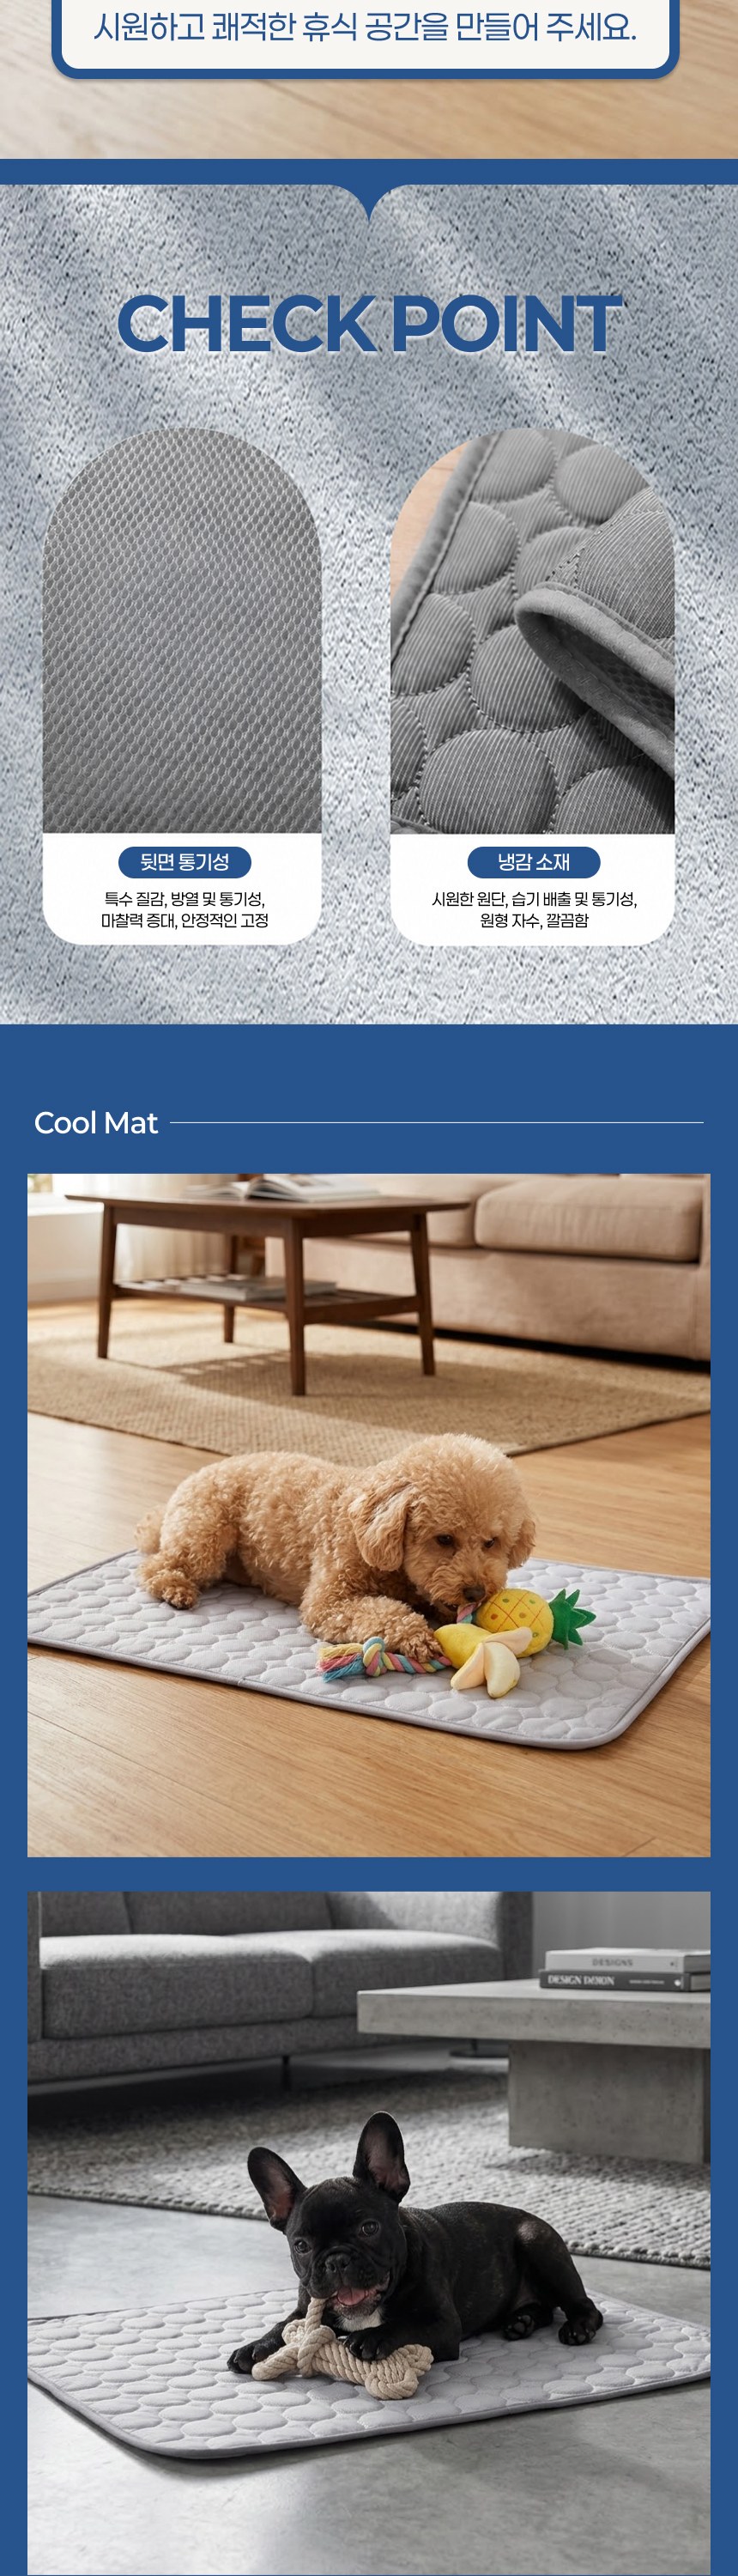 시원하고 쾌적한 휴식 공간을 만들어 주세요.
CHECK POINT
뒷면 통기성
특수 질감, 방열 및 통기성,
마찰력 증대, 안정적인 고정
냉감 소재
시원한 원단, 습기 배출 및 통기성,
원형 자수, 깔끔함
Cool Mat
DESIGNS
DESIGN